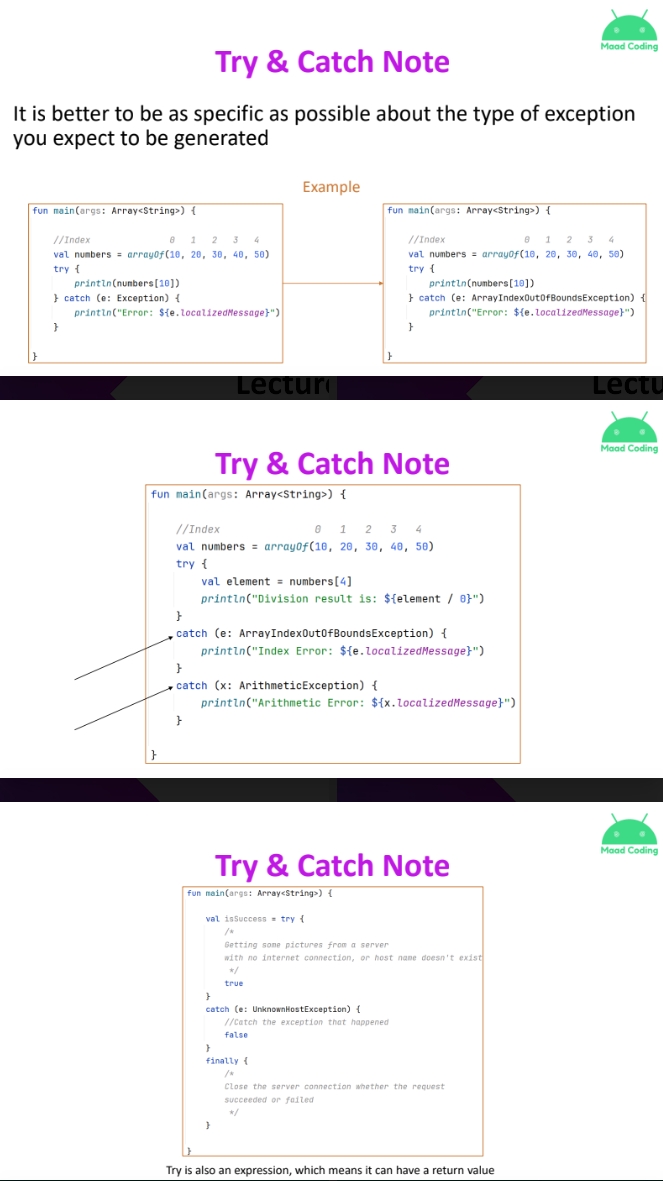 Maad Coding
Try & Catch Note
It is better to be as specific as possible about the type of exception
you expect to be generated
Example
fun main(args: Array<String>) {
//Index 0 1 2 3 4
val numbers = arrayOf(10, 20, 30, 40, 50)
try {
println(numbers[10])
} catch (e: Exception) {
println("Error: ${e.localizedMessage}")
}
}
fun main(args: Array<String>) {
//Index 0 1 2 3 4
val numbers = arrayOf(10, 20, 30, 40, 50)
try {
println(numbers[10])
} catch (e: ArrayIndexOutOfBoundsException) {
println("Error: ${e.localizedMessage}")
}
}
Maad Coding
Try & Catch Note
fun main(args: Array<String>) {
//Index 0 1 2 3 4
val numbers = arrayOf(10, 20, 30, 40, 50)
try {
val element = numbers[4]
println("Division result is: ${element / 0}")
}
catch (e: ArrayIndexOutOfBoundsException) {
println("Index Error: ${e.localizedMessage}")
}
catch (x: ArithmeticException) {
println("Arithmetic Error: ${x.localizedMessage}")
}
}
Maad Coding
Try & Catch Note
fun main(args: Array<String>) {
val isSuccess = try {
/*
Getting some pictures from a server
with no internet connection, or host name doesn't exist
*/
true
}
catch (e: UnknownHostException) {
//Catch the exception that happened
false
}
finally {
/*
Close the server connection whether the request
succeeded or failed
*/
}
}
Try is also an expression, which means it can have a return value